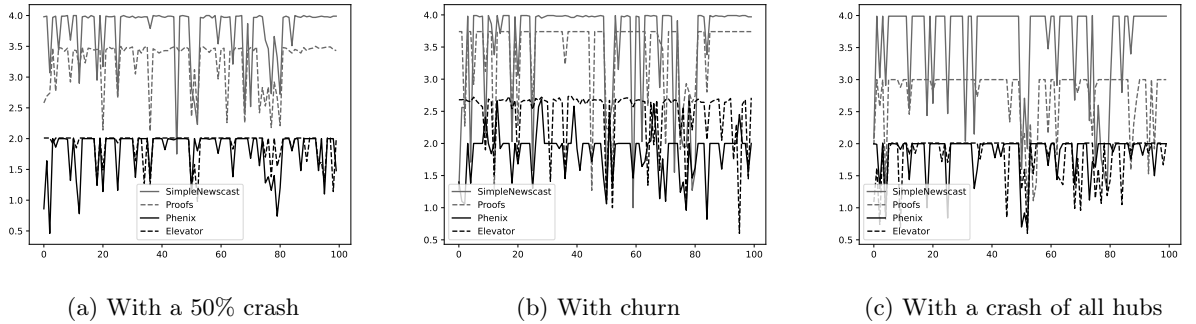 4.0
3.5
3.0
2.5
2.0
1.5
1.0
0.5
0 20 40 60 80 100
SimpleNewscast
Proofs
Phenix
Elevator
(a) With a 50% crash
4.0
3.5
3.0
2.5
2.0
1.5
1.0
0.5
0 20 40 60 80 100
SimpleNewscast
Proofs
Phenix
Elevator
(b) With churn
4.0
3.5
3.0
2.5
2.0
1.5
1.0
0.5
0 20 40 60 80 100
SimpleNewscast
Proofs
Phenix
Elevator
(c) With a crash of all hubs